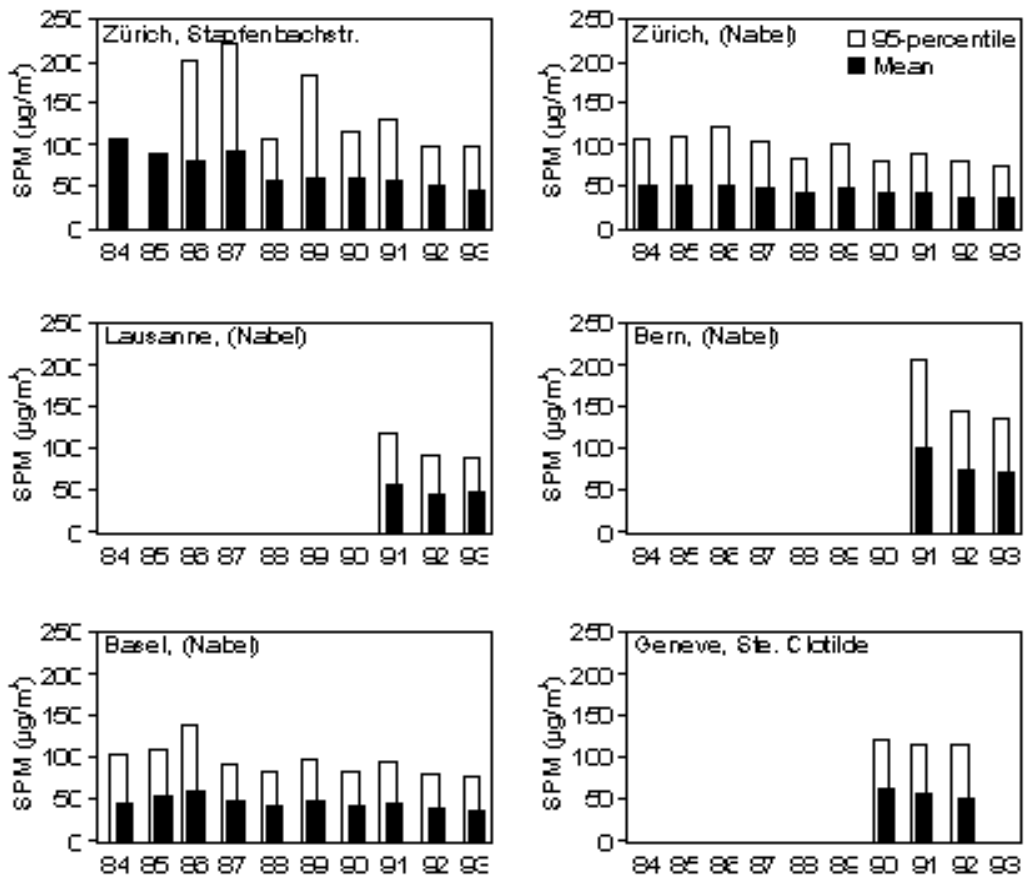 Zürich, Stapfenbachstr.
SPM (µg/m³)
250
200
150
100
50
0
84 85 86 87 88 89 90 91 92 93
Zürich, (Nabel)
95-percentile
Mean
SPM (µg/m³)
250
200
150
100
50
0
84 85 86 87 88 89 90 91 92 93
Lausanne, (Nabel)
SPM (µg/m³)
250
200
150
100
50
0
84 85 86 87 88 89 90 91 92 93
Bern, (Nabel)
SPM (µg/m³)
250
200
150
100
50
0
84 85 86 87 88 89 90 91 92 93
Basel, (Nabel)
SPM (µg/m³)
250
200
150
100
50
0
84 85 86 87 88 89 90 91 92 93
Geneve, Ste. Clotilde
SPM (µg/m³)
250
200
150
100
50
0
84 85 86 87 88 89 90 91 92 93